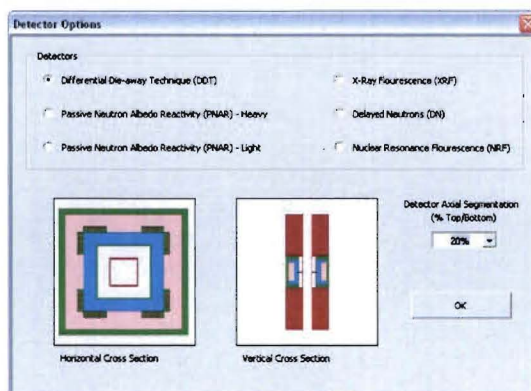 Detector Options
Detectors
Differential Die-away Technique (DDT)
X-Ray Flourescence (XRF)
Passive Neutron Albedo Reactivity (PNAR) - Heavy
Delayed Neutrons (DN)
Passive Neutron Albedo Reactivity (PNAR) - Light
Nuclear Resonance Flourescence (NRF)
Detector Axial Segmentation
(% Top/Bottom)
20%
OK
Horizontal Cross Section
Vertical Cross Section